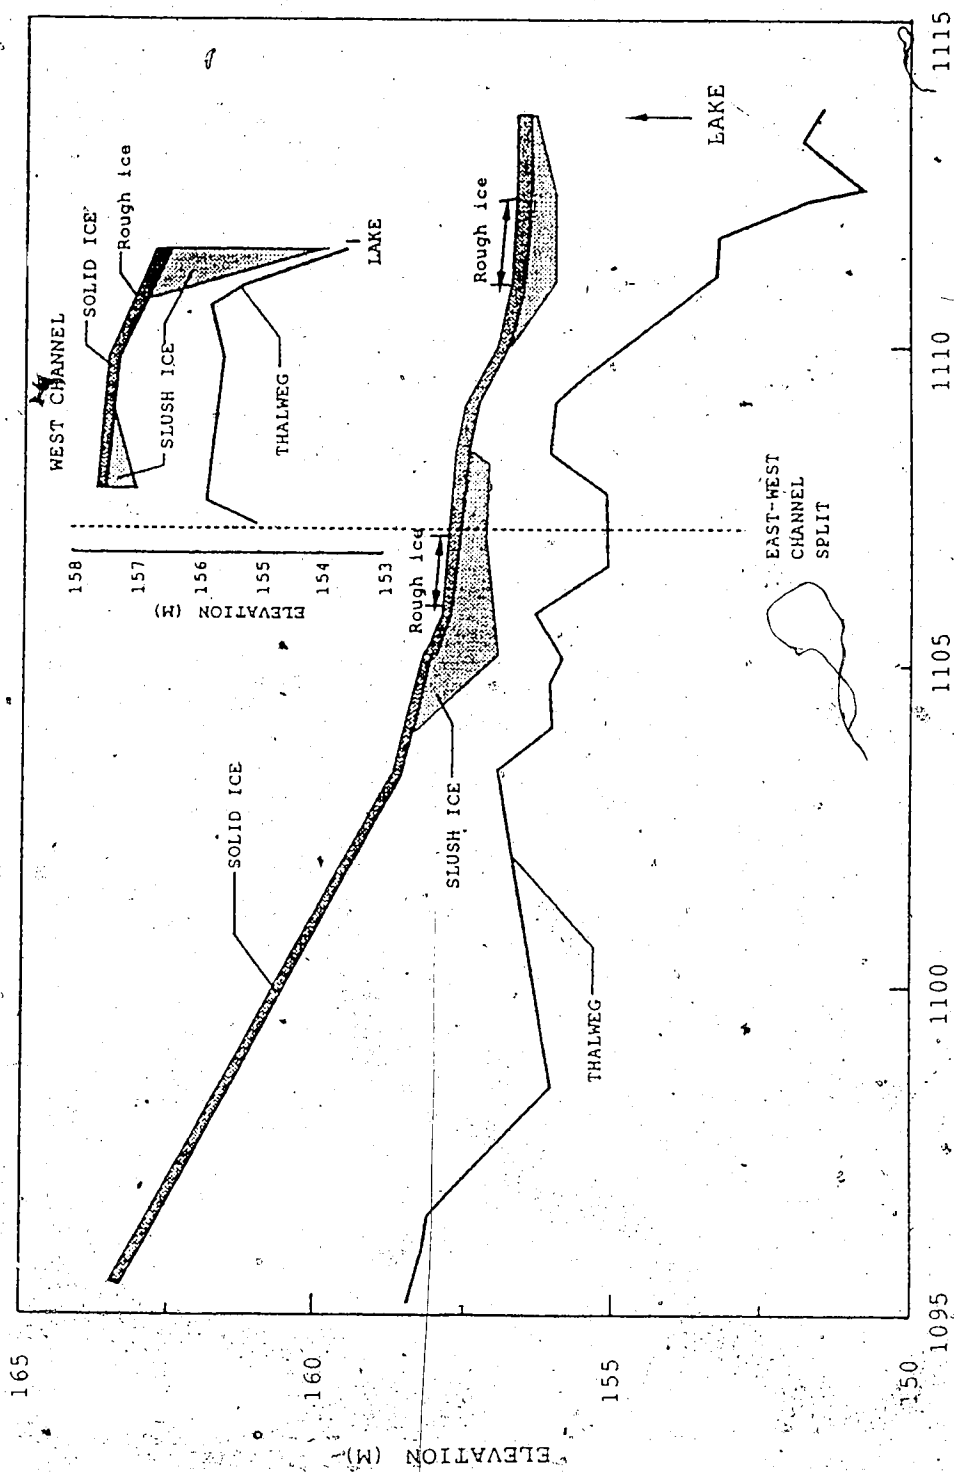 WEST CHANNEL
SOLID ICE
Rough ice
SLUSH ICE
THALWEG
LAKE
158
157
156
155
154
153
ELEVATION (M)
SOLID ICE
Rough ice
Rough ice
SLUSH ICE
LAKE
THALWEG
EAST-WEST
CHANNEL
SPLIT
165
160
155
150
ELEVATION (M)
1095
1100
1105
1110
1115